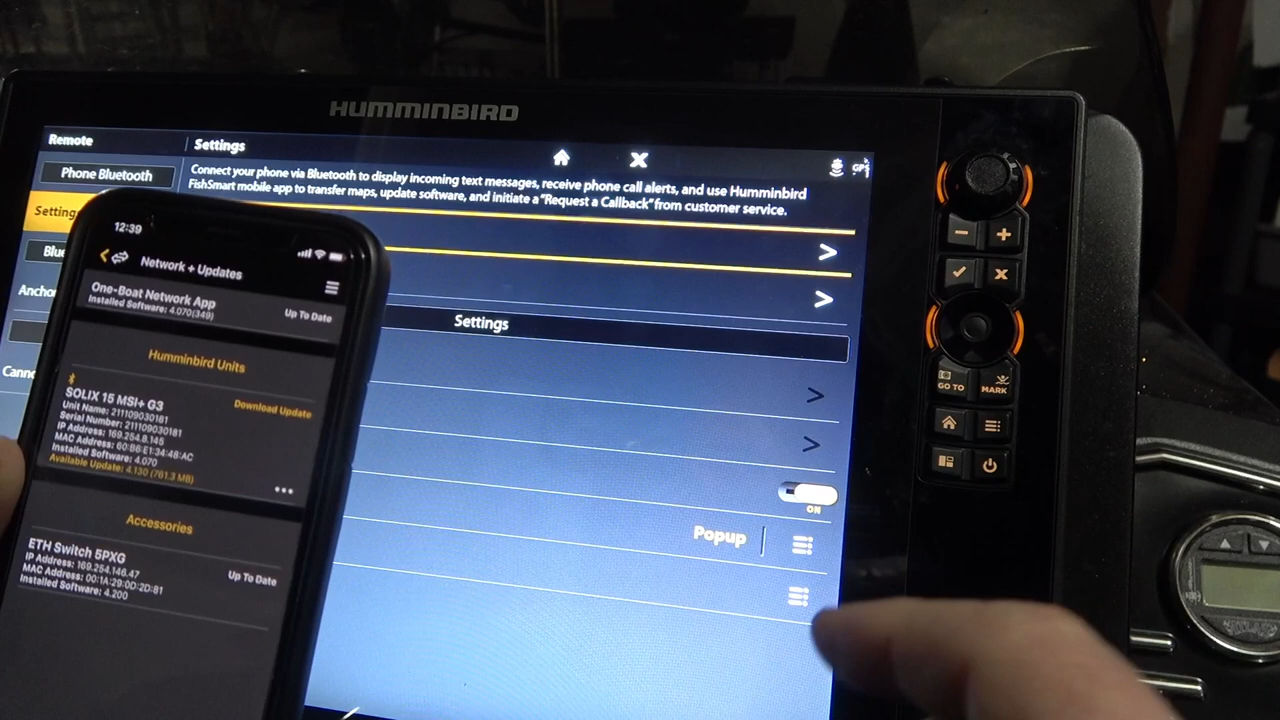 HUMMINBIRD
Remote
Settings
GPS
Phone Bluetooth
Connect your phone via Bluetooth to display incoming text messages, receive phone call alerts, and use Humminbird
FishSmart mobile app to transfer maps, update software, and initiate a "Request a Callback" from customer service.
Settings
Settings
ON
Popup
GO TO
MARK
12:39
Network + Updates
One-Boat Network App
Installed Software: 4.070(349)
Up To Date
Humminbird Units
SOLIX 15 MSI+ G3
Download Update
Unit Name: 211109030181
Serial Number: 211109030181
IP Address: 169.254.8.145
MAC Address: 60:B6:E1:34:48:AC
Installed Software: 4.070
Available Update: 4.130 (761.3 MB)
Accessories
ETH Switch 5PXG
Up To Date
IP Address: 169.254.146.47
MAC Address: 00:1A:29:0D:2D:81
Installed Software: 4.200